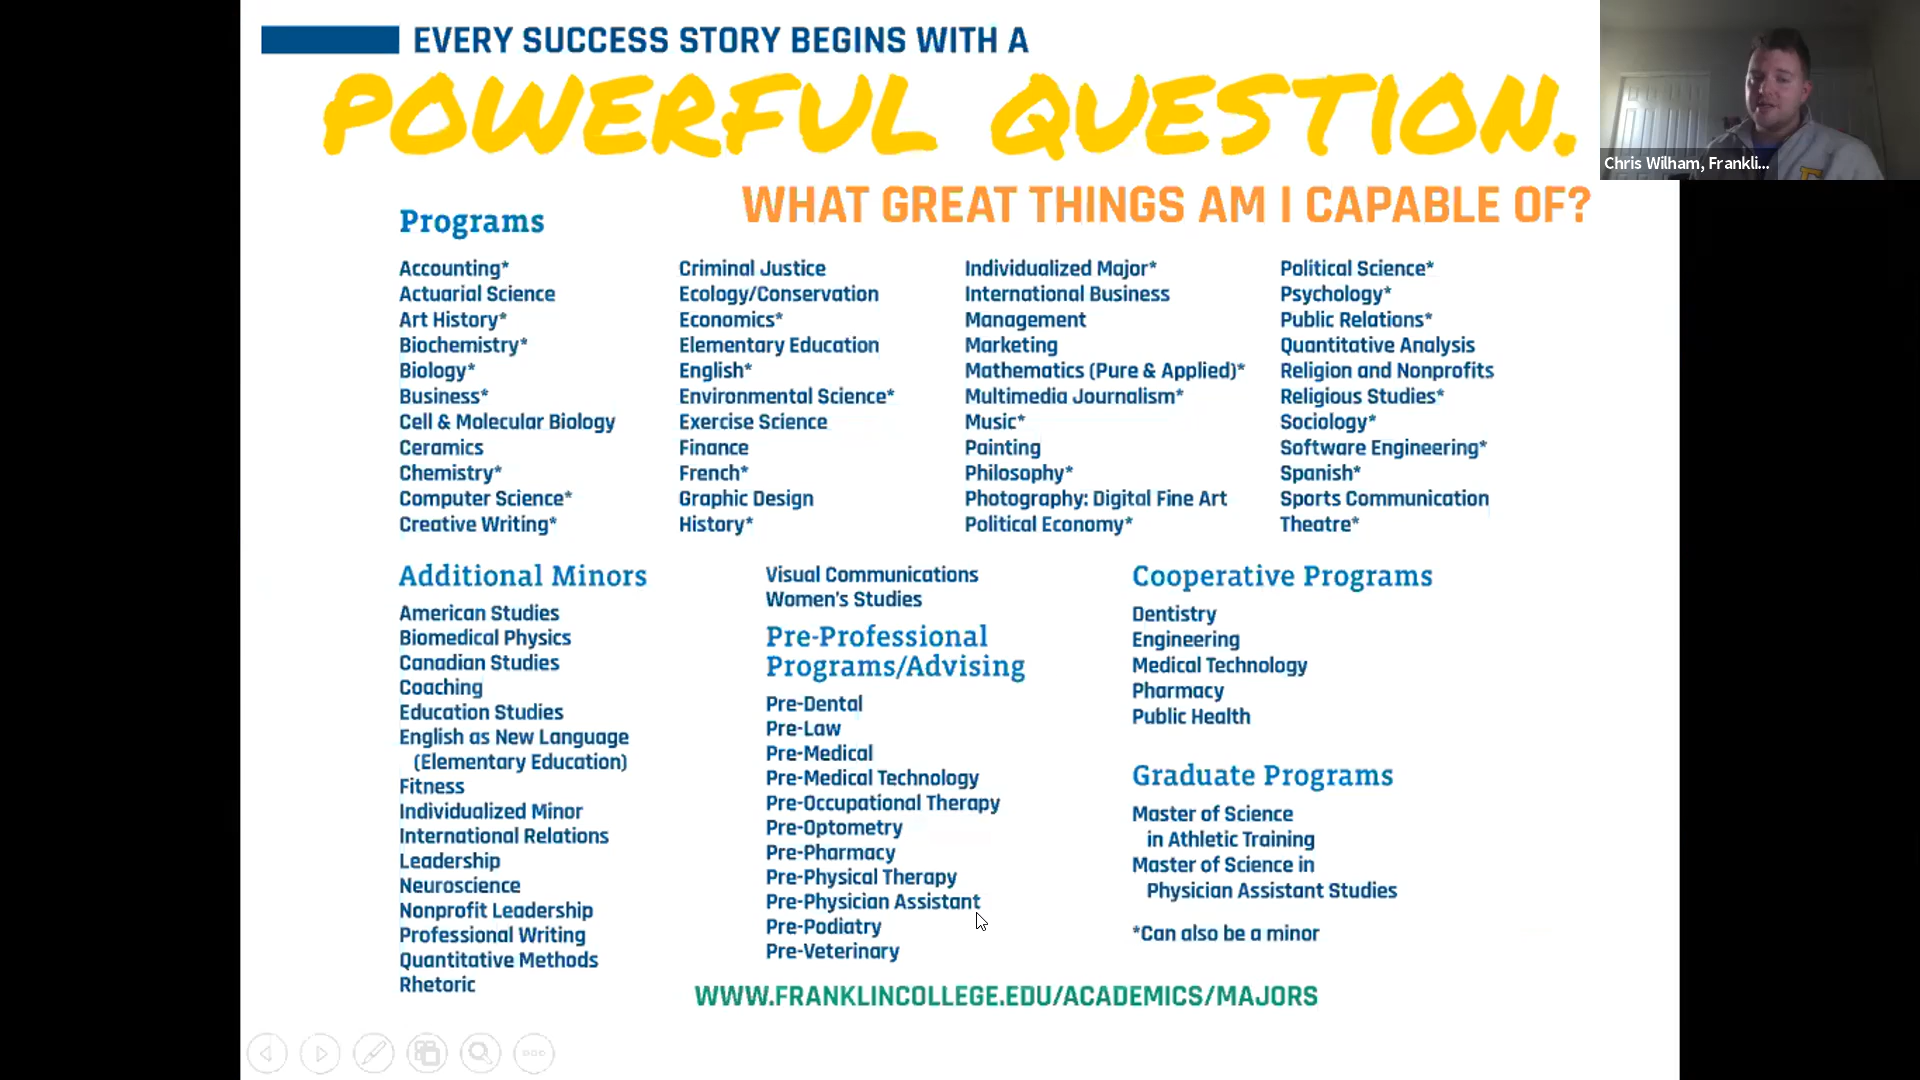 EVERY SUCCESS STORY BEGINS WITH A
POWERFUL QUESTION.
WHAT GREAT THINGS AM I CAPABLE OF?
Chris Wilham, Frankli...
Programs
Accounting*
Actuarial Science
Art History*
Biochemistry*
Biology*
Business*
Cell & Molecular Biology
Ceramics
Chemistry*
Computer Science*
Creative Writing*
Criminal Justice
Ecology/Conservation
Economics*
Elementary Education
English*
Environmental Science*
Exercise Science
Finance
French*
Graphic Design
History*
Individualized Major*
International Business
Management
Marketing
Mathematics (Pure & Applied)*
Multimedia Journalism*
Music*
Painting
Philosophy*
Photography: Digital Fine Art
Political Economy*
Political Science*
Psychology*
Public Relations*
Quantitative Analysis
Religion and Nonprofits
Religious Studies*
Sociology*
Software Engineering*
Spanish*
Sports Communication
Theatre*
Additional Minors
American Studies
Biomedical Physics
Canadian Studies
Coaching
Education Studies
English as New Language
(Elementary Education)
Fitness
Individualized Minor
International Relations
Leadership
Neuroscience
Nonprofit Leadership
Professional Writing
Quantitative Methods
Rhetoric
Visual Communications
Women's Studies
Pre-Professional
Programs/Advising
Pre-Dental
Pre-Law
Pre-Medical
Pre-Medical Technology
Pre-Occupational Therapy
Pre-Optometry
Pre-Pharmacy
Pre-Physical Therapy
Pre-Physician Assistant
Pre-Podiatry
Pre-Veterinary
Cooperative Programs
Dentistry
Engineering
Medical Technology
Pharmacy
Public Health
Graduate Programs
Master of Science
in Athletic Training
Master of Science in
Physician Assistant Studies
*Can also be a minor
WWW.FRANKLINCOLLEGE.EDU/ACADEMICS/MAJORS